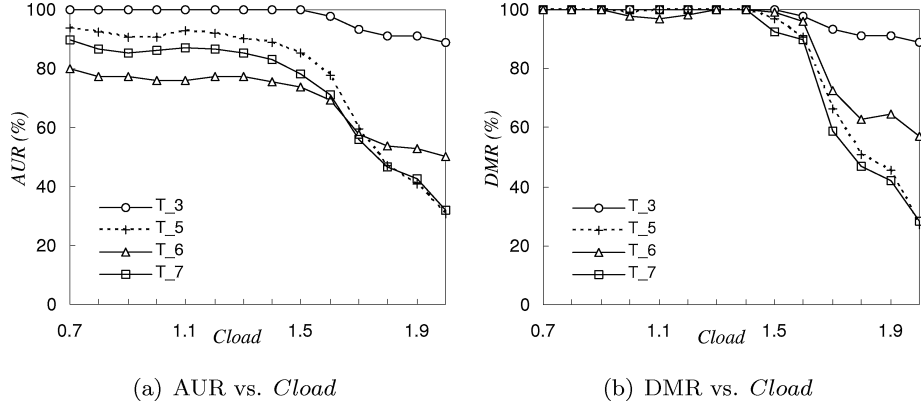 100
80
60
40
20
0
AUR (%)
T_3
T_5
T_6
T_7
0.7 1.1 1.5 1.9
Cload
(a) AUR vs. Cload
100
80
60
40
20
0
DMR (%)
T_3
T_5
T_6
T_7
0.7 1.1 1.5 1.9
Cload
(b) DMR vs. Cload